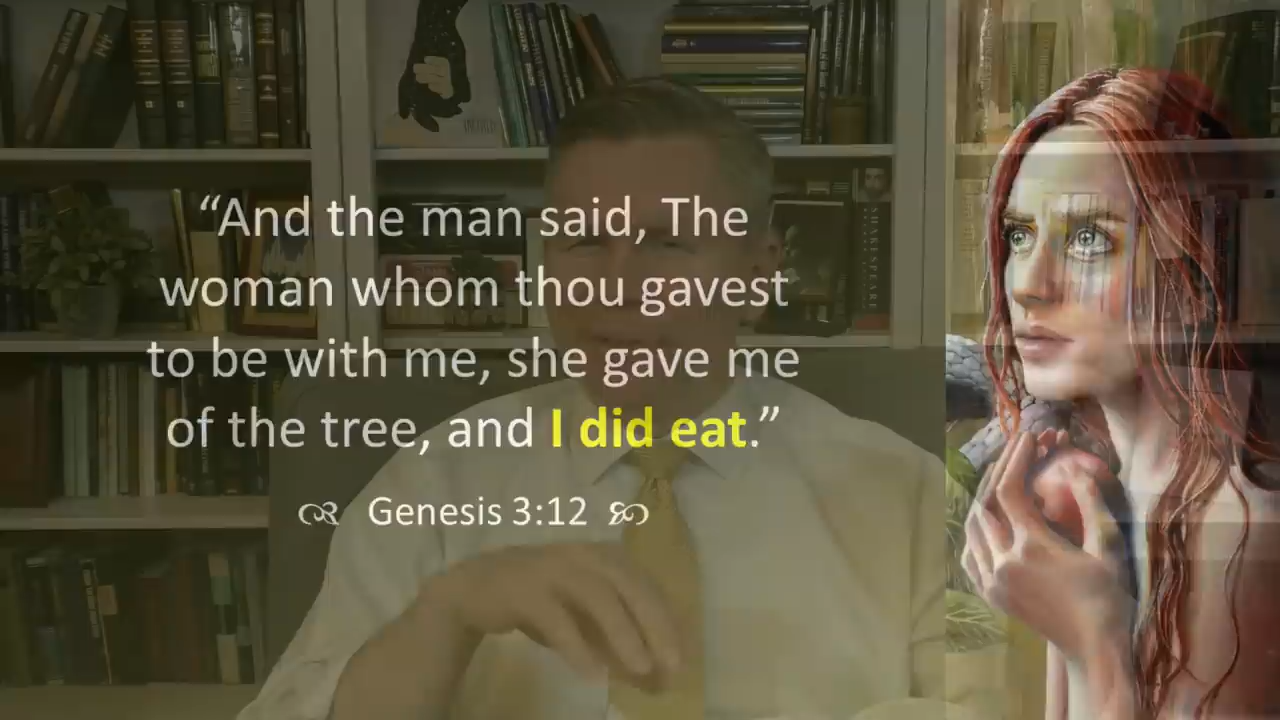 “And the man said, The
woman whom thou gavest
to be with me, she gave me
of the tree, and I did eat.”
Genesis 3:12
SHAKESPEARE